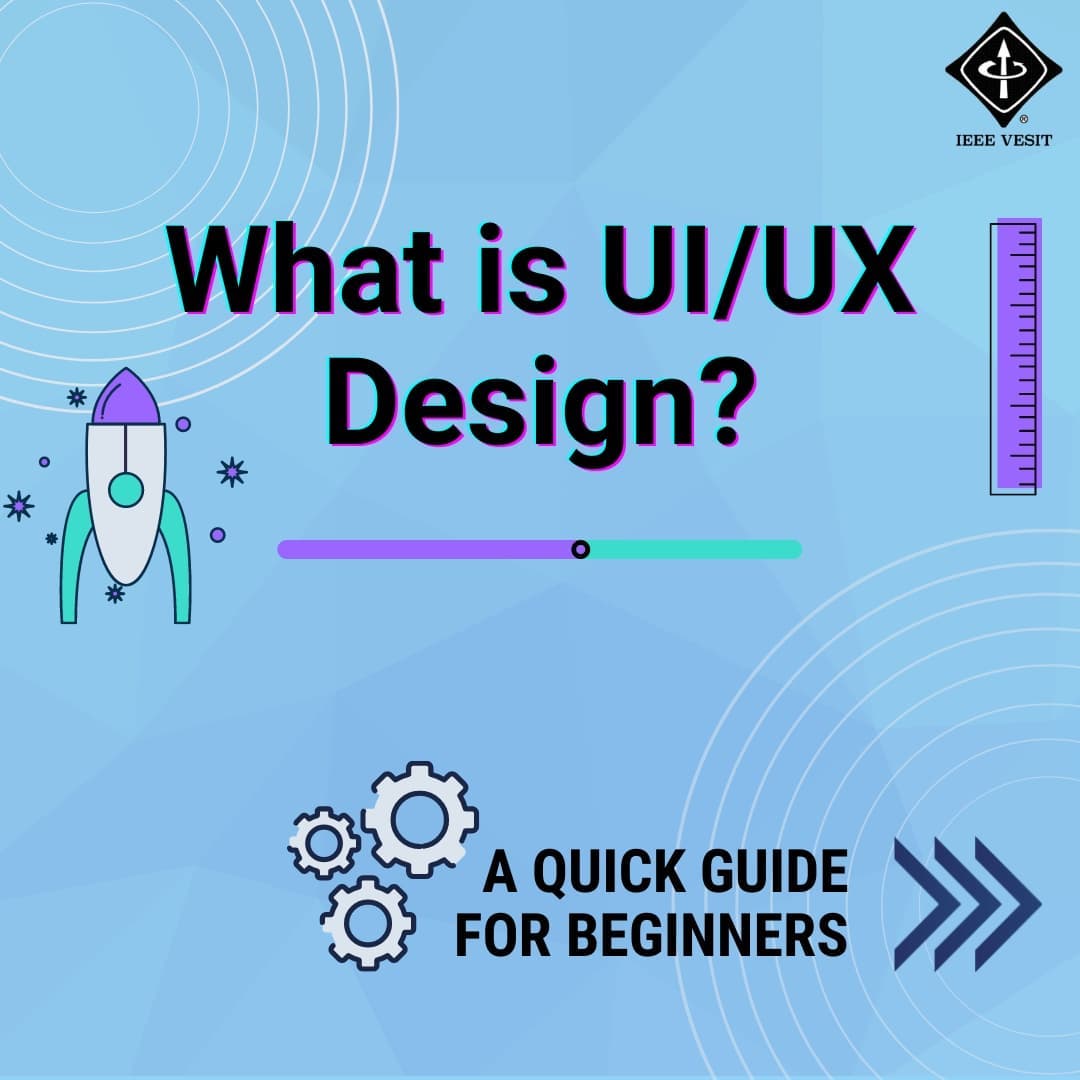 ®
IEEE VESIT
What is UI/UX
Design?
A QUICK GUIDE
FOR BEGINNERS